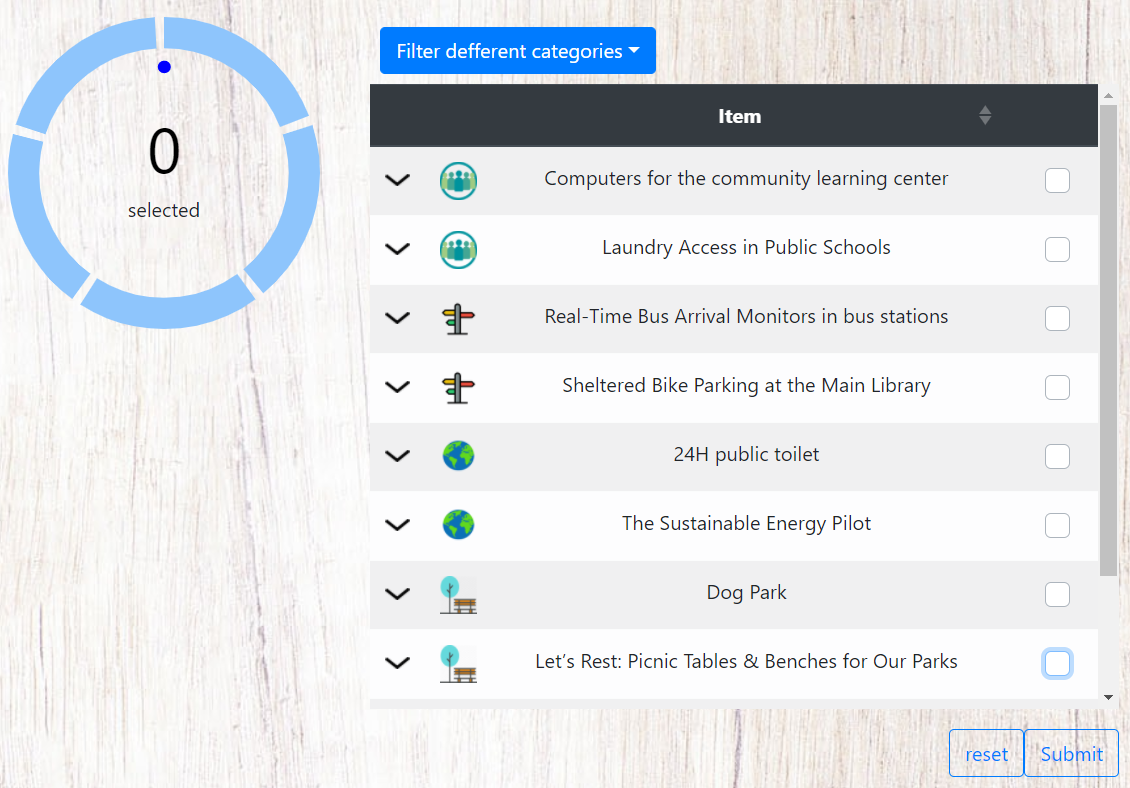 Filter defferent categories
0
selected
Item
Computers for the community learning center
Laundry Access in Public Schools
Real-Time Bus Arrival Monitors in bus stations
Sheltered Bike Parking at the Main Library
24H public toilet
The Sustainable Energy Pilot
Dog Park
Let’s Rest: Picnic Tables & Benches for Our Parks
reset
Submit